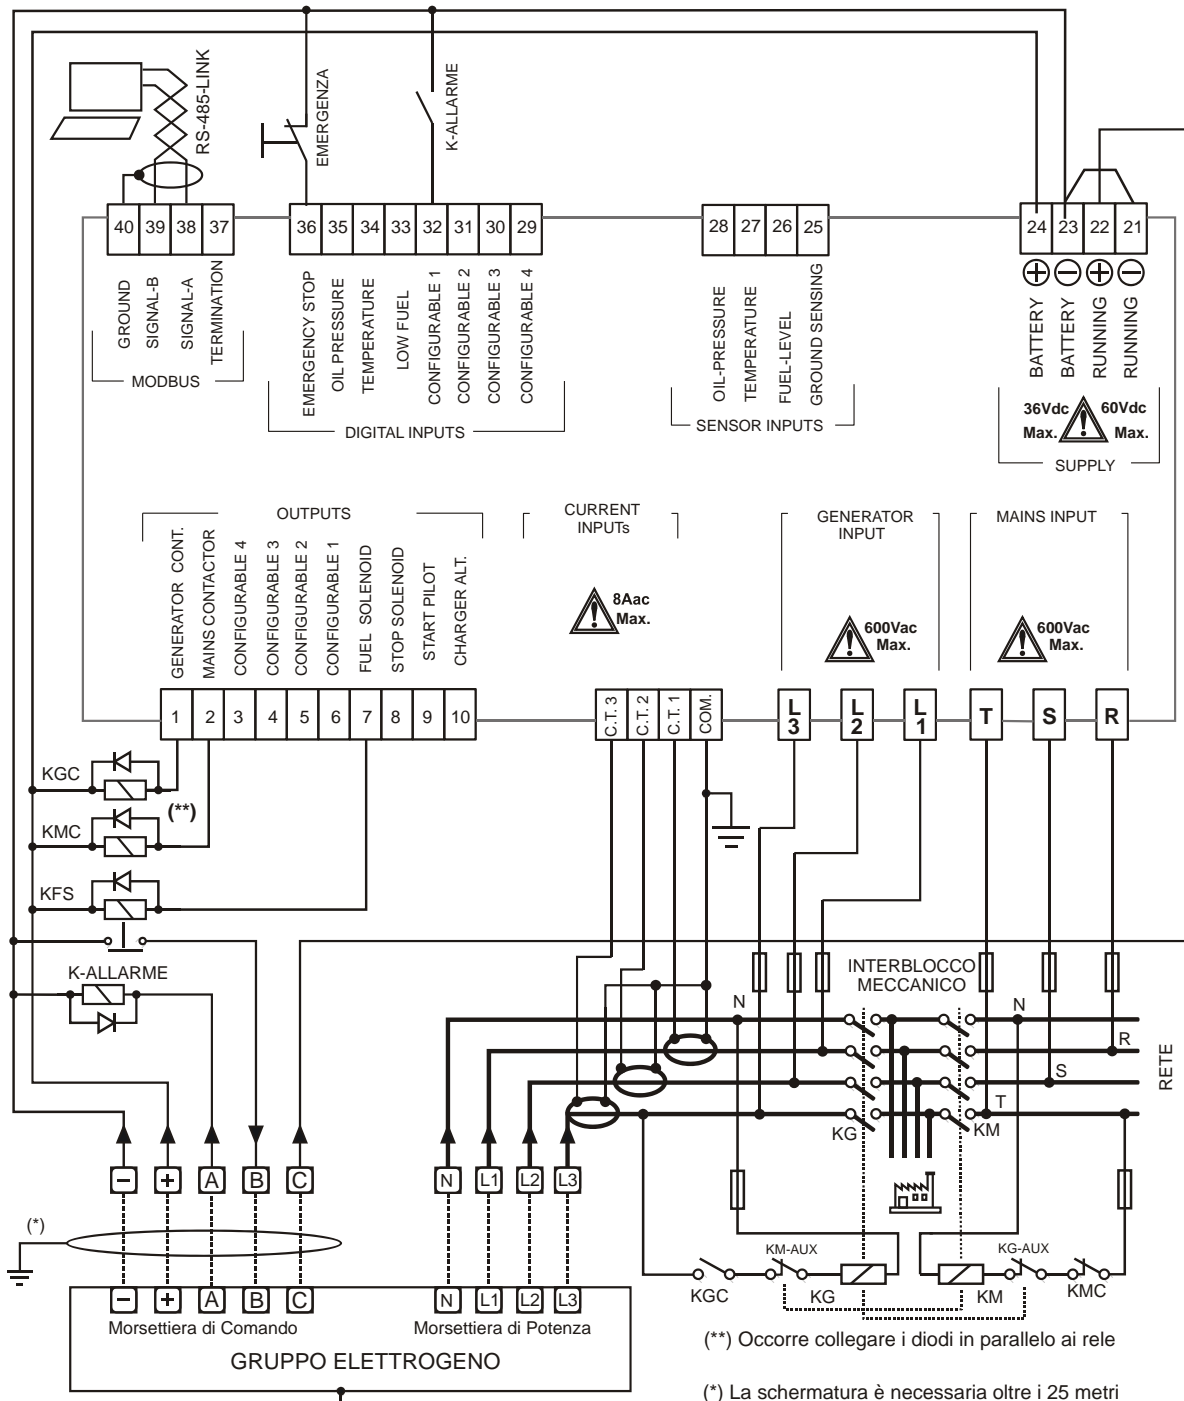 RS-485-LINK
EMERGENZA
K-ALLARME
40 39 38 37
36 35 34 33 32 31 30 29
28 27 26 25
24 23 22 21
GROUND
SIGNAL-B
SIGNAL-A
TERMINATION
MODBUS
EMERGENCY STOP
OIL PRESSURE
TEMPERATURE
LOW FUEL
CONFIGURABLE 1
CONFIGURABLE 2
CONFIGURABLE 3
CONFIGURABLE 4
DIGITAL INPUTS
OIL-PRESSURE
TEMPERATURE
FUEL-LEVEL
GROUND SENSING
SENSOR INPUTS
+ − + −
BATTERY
BATTERY
RUNNING
RUNNING
36Vdc
Max.
60Vdc
Max.
SUPPLY
OUTPUTS
GENERATOR CONT.
MAINS CONTACTOR
CONFIGURABLE 4
CONFIGURABLE 3
CONFIGURABLE 2
CONFIGURABLE 1
FUEL SOLENOID
STOP SOLENOID
START PILOT
CHARGER ALT.
CURRENT
INPUTs
8Aac
Max.
GENERATOR
INPUT
600Vac
Max.
MAINS INPUT
600Vac
Max.
1 2 3 4 5 6 7 8 9 10
C.T. 3
C.T. 2
C.T. 1
COM.
L3
L2
L1
T
S
R
KGC
(**)
KMC
KFS
K-ALLARME
INTERBLOCCO
MECCANICO
N
N
R
S
T
RETE
KG
KM
− + A B C
N L1 L2 L3
(*)
KM-AUX
KG-AUX
KGC
KG
KM
KMC
− + A B C
N L1 L2 L3
Morsettiera di Comando
Morsettiera di Potenza
GRUPPO ELETTROGENO
(**) Occorre collegare i diodi in parallelo ai rele
(*) La schermatura è necessaria oltre i 25 metri